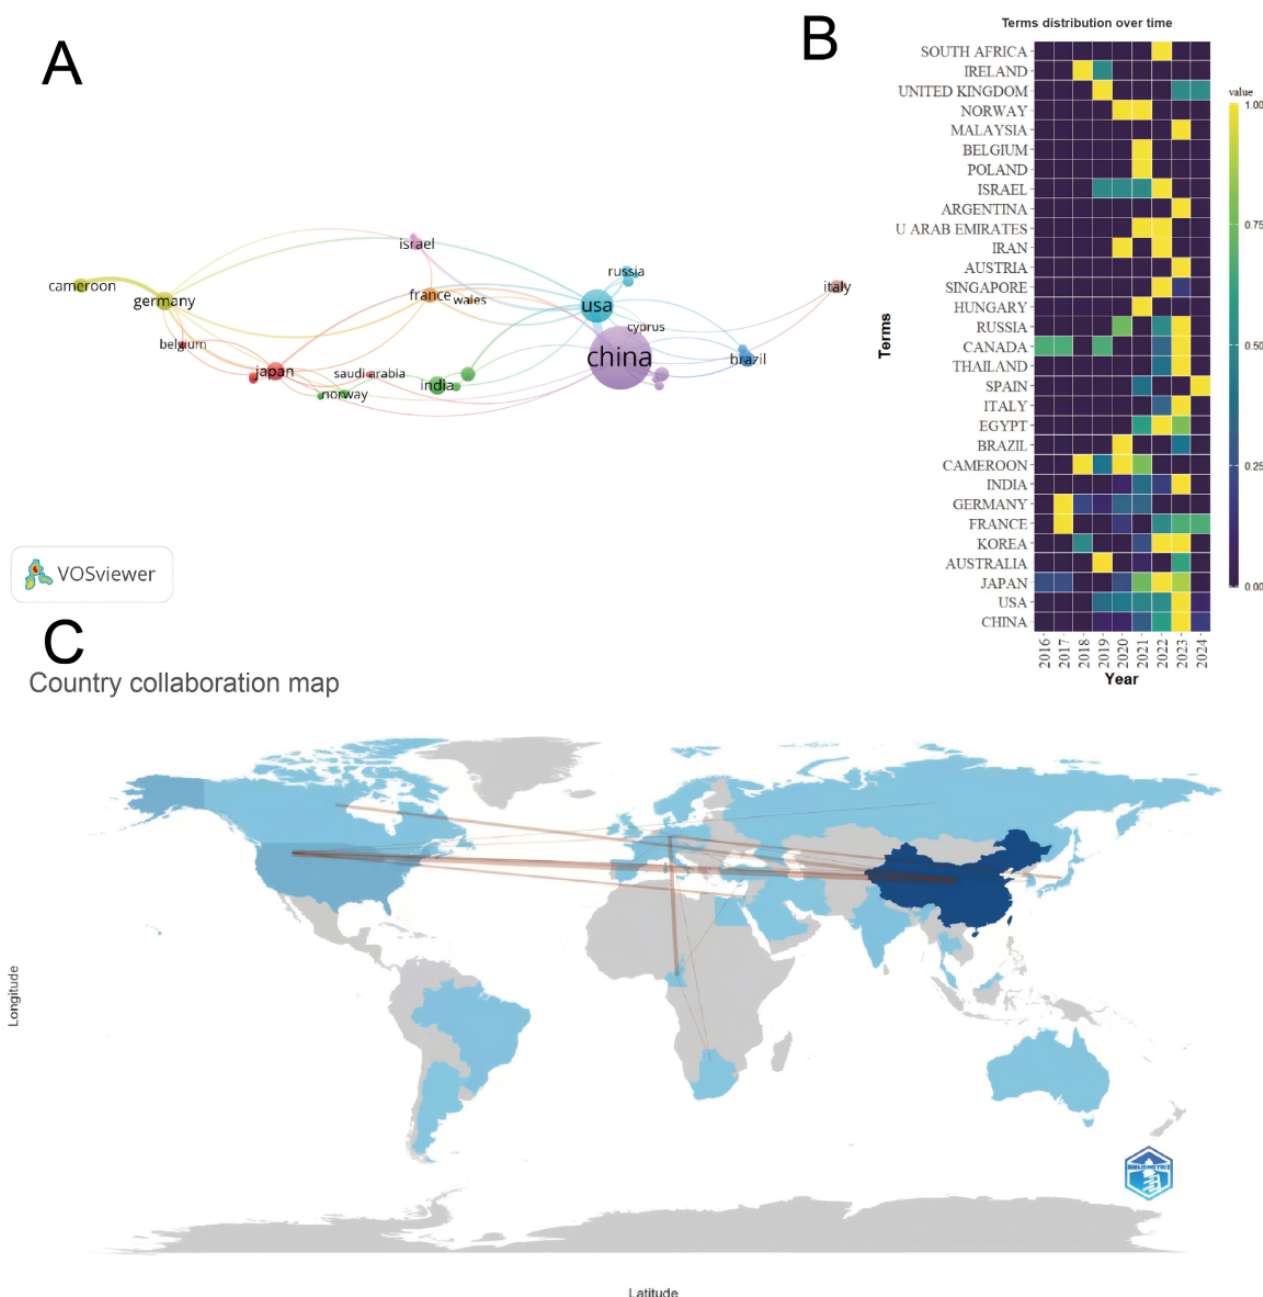 A
israel
cameroon
germany
france
wales
russia
usa
italy
belgium
cyprus
china
brazil
japan
saudi arabia
india
norway
VOSviewer
B
Terms distribution over time
SOUTH AFRICA
IRELAND
UNITED KINGDOM
NORWAY
MALAYSIA
BELGIUM
POLAND
ISRAEL
ARGENTINA
U ARAB EMIRATES
IRAN
AUSTRIA
SINGAPORE
HUNGARY
RUSSIA
CANADA
THAILAND
SPAIN
ITALY
EGYPT
BRAZIL
CAMEROON
INDIA
GERMANY
FRANCE
KOREA
AUSTRALIA
JAPAN
USA
CHINA
Terms
2016 2017 2018 2019 2020 2021 2022 2023 2024
Year
value
1.00
0.75
0.50
0.25
0.00
C
Country collaboration map
Longitude
Latitude
BIBLIOMETRIX